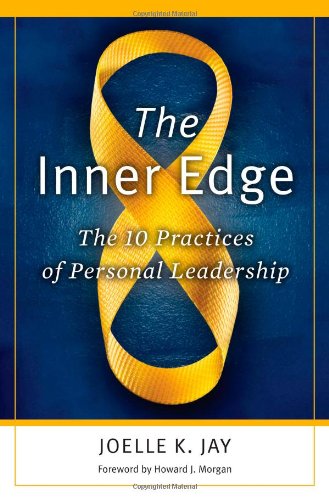 The
Inner Edge
The 10 Practices
of Personal Leadership
JOELLE K. JAY
Foreword by Howard J. Morgan